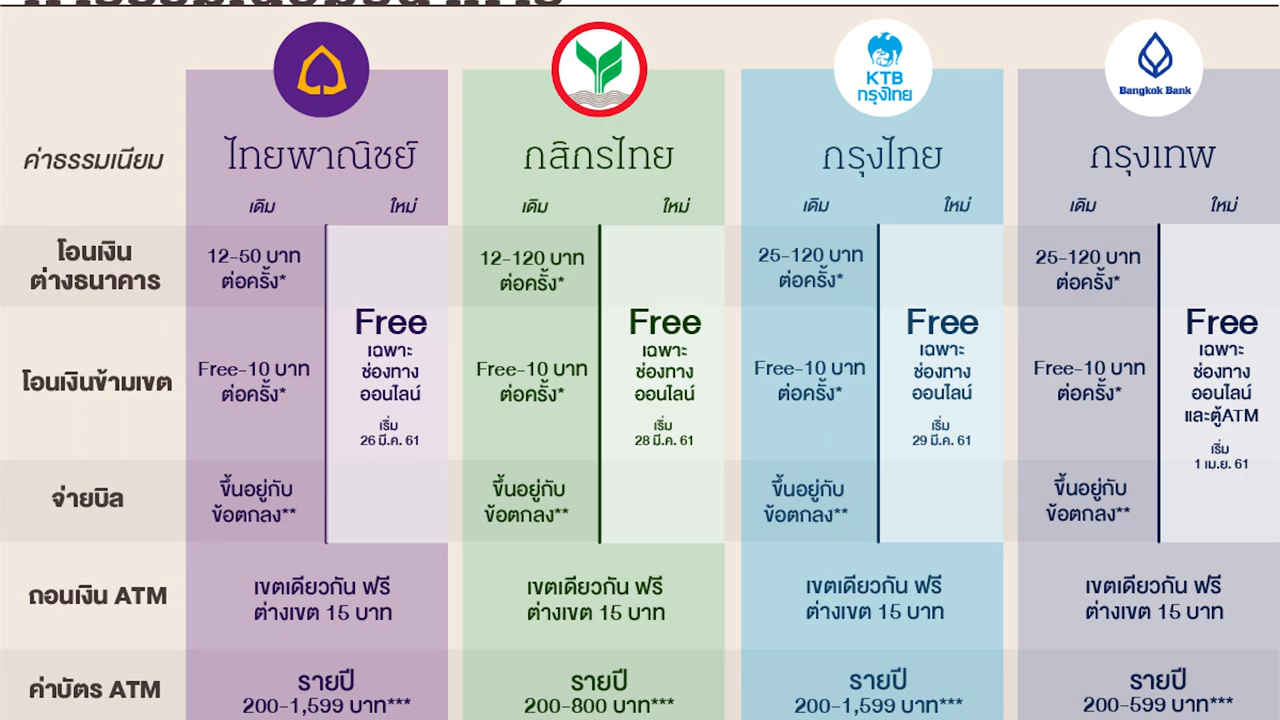 KTB
กรุงไทย
Bangkok Bank
ค่าธรรมเนียม
ไทยพาณิชย์
กสิกรไทย
กรุงไทย
กรุงเทพ
เดิม ใหม่ เดิม ใหม่ เดิม ใหม่ เดิม ใหม่
โอนเงิน
ต่างธนาคาร
12-50 บาท
ต่อครั้ง*
12-120 บาท
ต่อครั้ง*
25-120 บาท
ต่อครั้ง*
25-120 บาท
ต่อครั้ง*
โอนเงินข้ามเขต
Free-10 บาท
ต่อครั้ง*
Free
เฉพาะ
ช่องทาง
ออนไลน์
เริ่ม
26 มี.ค. 61
Free-10 บาท
ต่อครั้ง*
Free
เฉพาะ
ช่องทาง
ออนไลน์
เริ่ม
28 มี.ค. 61
Free-10 บาท
ต่อครั้ง*
Free
เฉพาะ
ช่องทาง
ออนไลน์
เริ่ม
29 มี.ค. 61
Free-10 บาท
ต่อครั้ง*
Free
เฉพาะ
ช่องทาง
ออนไลน์
และตู้ATM
เริ่ม
1 เม.ย. 61
จ่ายบิล
ขึ้นอยู่กับ
ข้อตกลง**
ขึ้นอยู่กับ
ข้อตกลง**
ขึ้นอยู่กับ
ข้อตกลง**
ขึ้นอยู่กับ
ข้อตกลง**
ถอนเงิน ATM
เขตเดียวกัน ฟรี
ต่างเขต 15 บาท
เขตเดียวกัน ฟรี
ต่างเขต 15 บาท
เขตเดียวกัน ฟรี
ต่างเขต 15 บาท
เขตเดียวกัน ฟรี
ต่างเขต 15 บาท
ค่าบัตร ATM
รายปี
200-1,599 บาท***
รายปี
200-800 บาท***
รายปี
200-1,599 บาท***
รายปี
200-599 บาท***